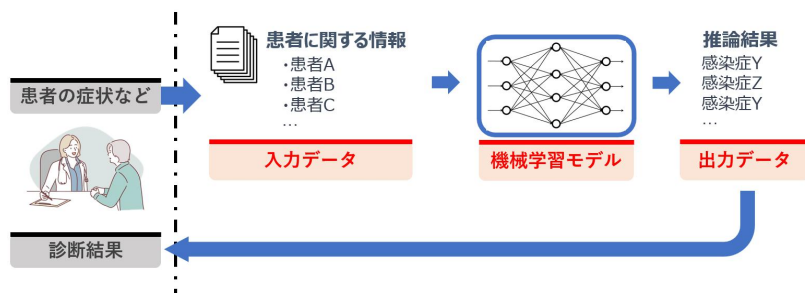 患者の症状など
診断結果
患者に関する情報
・患者A
・患者B
・患者C
…
入力データ
機械学習モデル
推論結果
感染症Y
感染症Z
感染症Y
…
出力データ